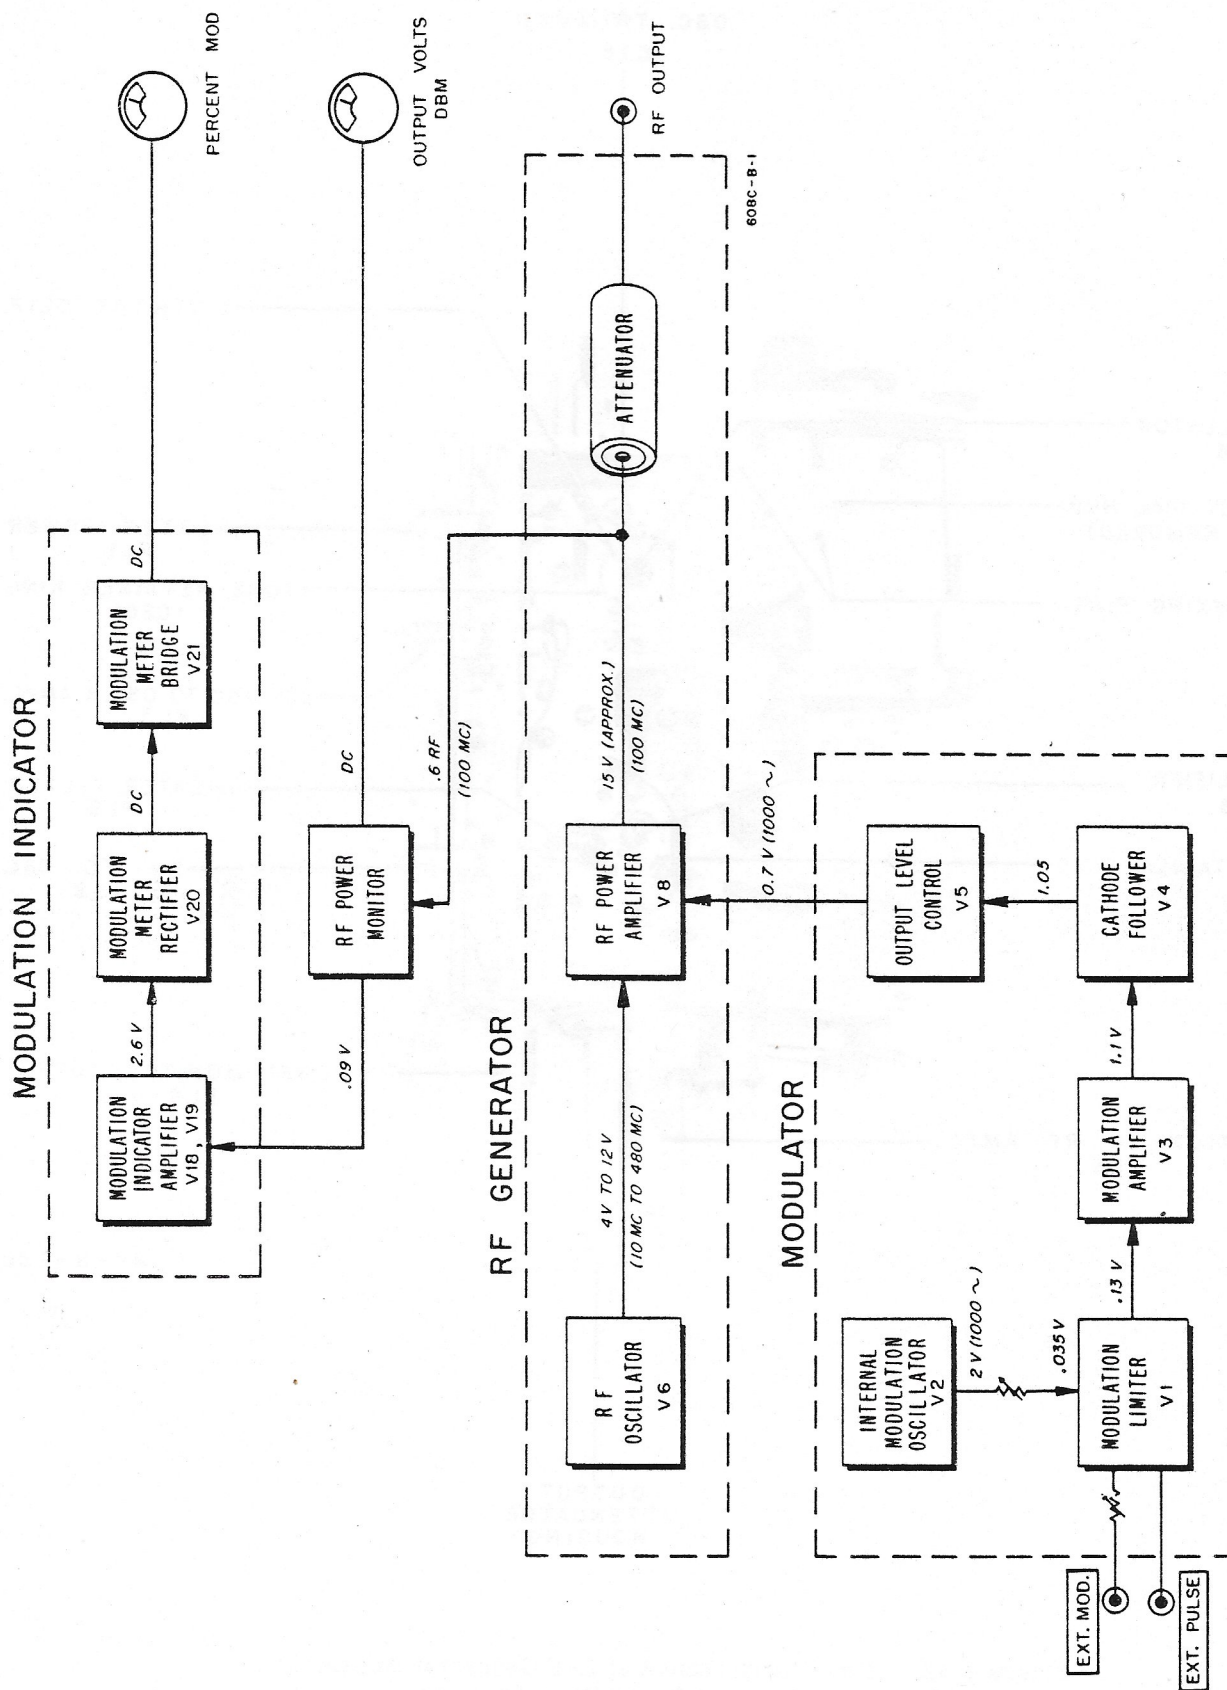 MODULATION INDICATOR
MODULATION
INDICATOR
AMPLIFIER
V18, V19
2.6 V
MODULATION
METER
RECTIFIER
V20
DC
MODULATION
METER
BRIDGE
V21
DC
PERCENT MOD
.09 V
RF POWER
MONITOR
DC
OUTPUT VOLTS
DBM
.6 RF
(100 MC)
RF GENERATOR
RF
OSCILLATOR
V6
4V TO 12V
(10 MC TO 480 MC)
RF POWER
AMPLIFIER
V8
15 V (APPROX.)
(100 MC)
ATTENUATOR
RF OUTPUT
608C-B-1
0.7 V (1000 ~)
MODULATOR
INTERNAL
MODULATION
OSCILLATOR
V2
2 V (1000 ~)
.035 V
OUTPUT LEVEL
CONTROL
V5
1.05
EXT. MOD.
EXT. PULSE
MODULATION
LIMITER
V1
.13 V
MODULATION
AMPLIFIER
V3
1.1V
CATHODE
FOLLOWER
V4